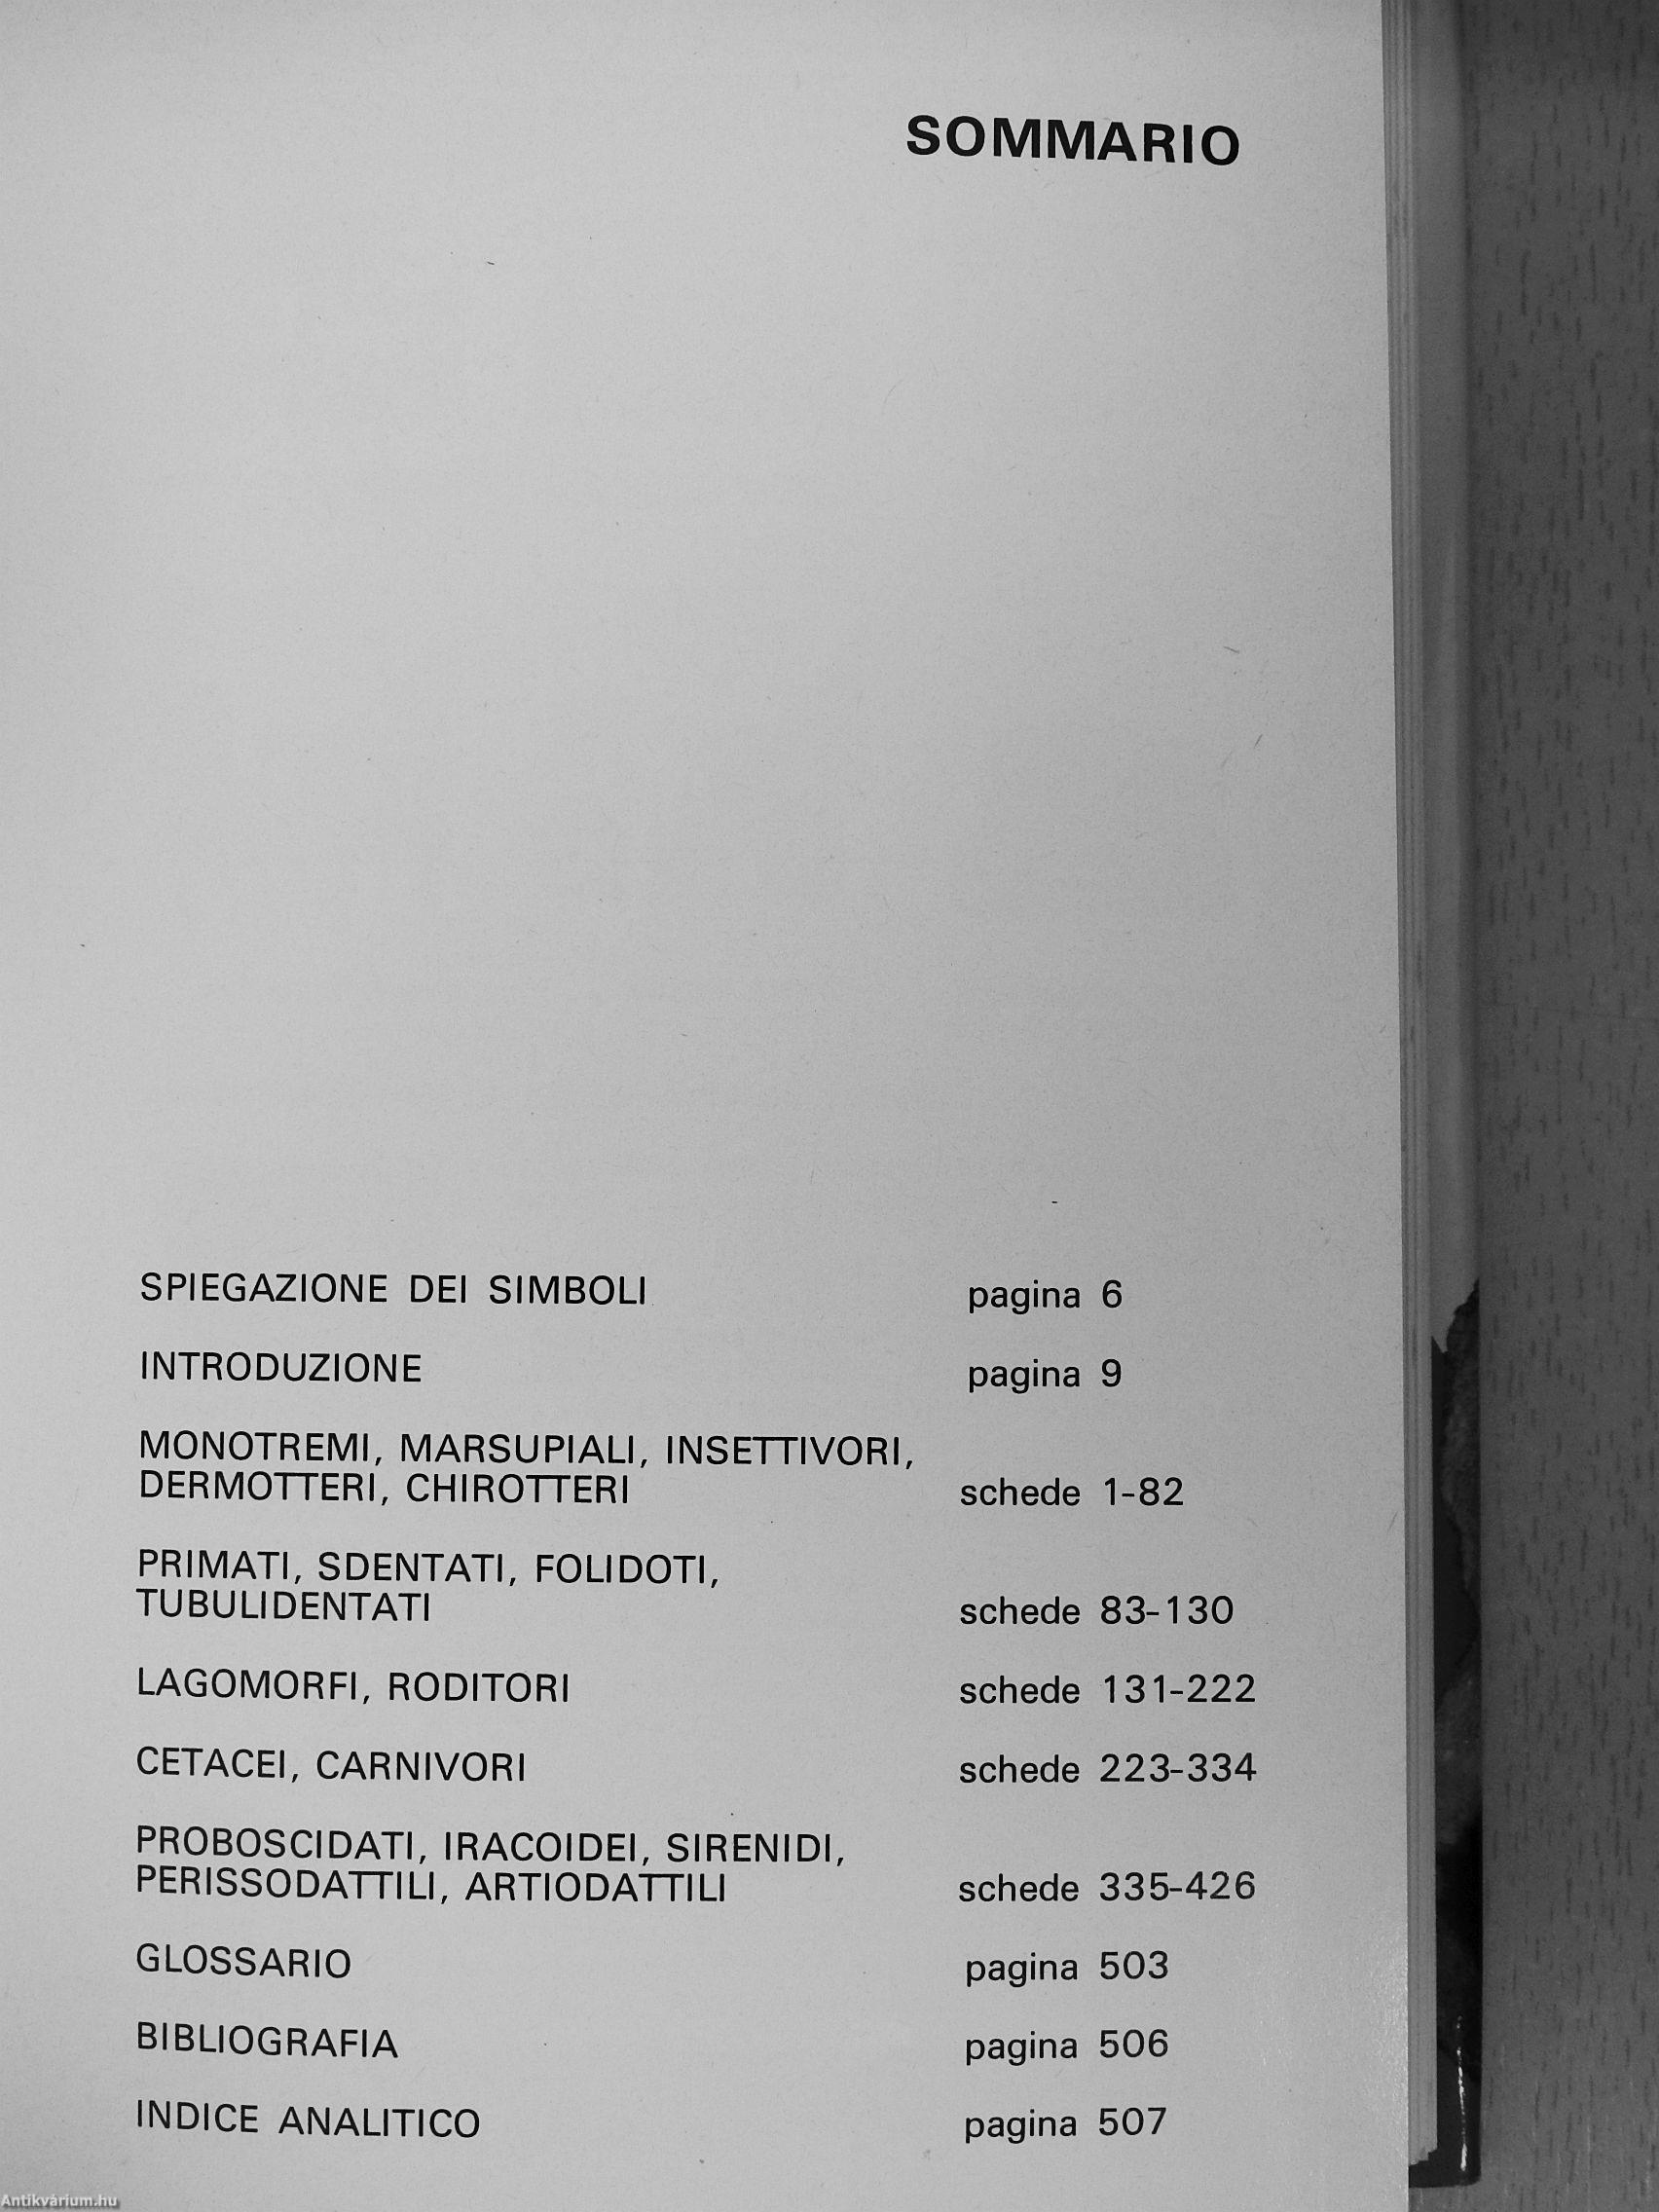 SOMMARIO
SPIEGAZIONE DEI SIMBOLI pagina 6
INTRODUZIONE pagina 9
MONOTREMI, MARSUPIALI, INSETTIVORI,
DERMOTTERI, CHIROTTERI schede 1-82
PRIMATI, SDENTATI, FOLIDOTI,
TUBULIDENTATI schede 83-130
LAGOMORFI, RODITORI schede 131-222
CETACEI, CARNIVORI schede 223-334
PROBOSCIDATI, IRACOIDEI, SIRENIDI,
PERISSODATTILI, ARTIODATTILI schede 335-426
GLOSSARIO pagina 503
BIBLIOGRAFIA pagina 506
INDICE ANALITICO pagina 507
Antikvárium.hu